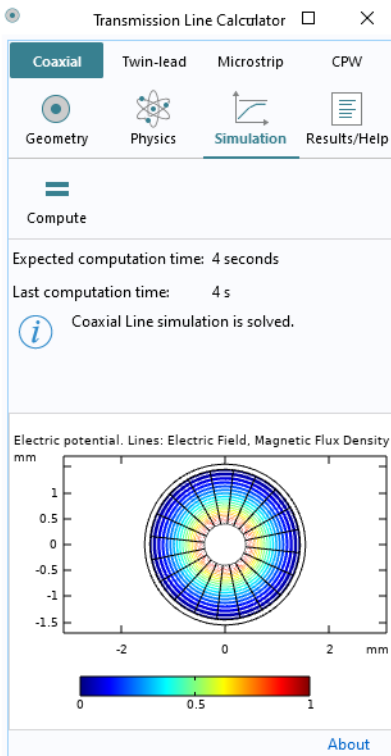 Transmission Line Calculator
Coaxial Twin-lead Microstrip CPW
Geometry Physics Simulation Results/Help
Compute
Expected computation time: 4 seconds
Last computation time: 4 s
Coaxial Line simulation is solved.
Electric potential. Lines: Electric Field, Magnetic Flux Density
mm
1
0.5
0
-0.5
-1
-1.5
-2 0 2 mm
0 0.5 1
About